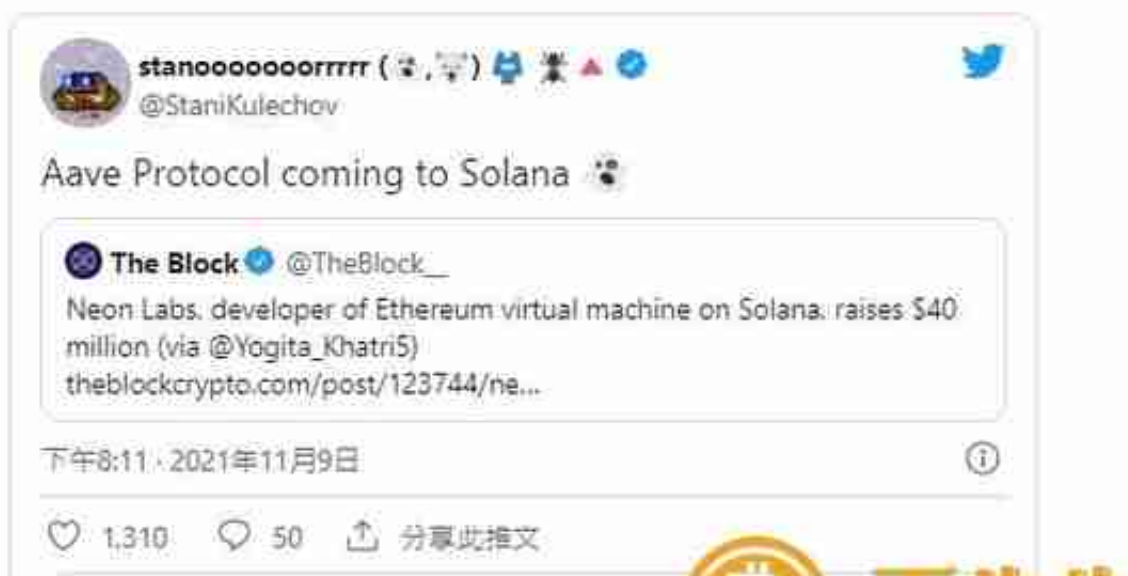 stanoooooooorrrrr ( , )
@StaniKulechov
Aave Protocol coming to Solana
The Block @TheBlock__
Neon Labs, developer of Ethereum virtual machine on Solana, raises $40
million (via @Yogita_Khatri5)
theblockcrypto.com/post/123744/ne...
下午8:11 · 2021年11月9日
1,310 50 分享此推文